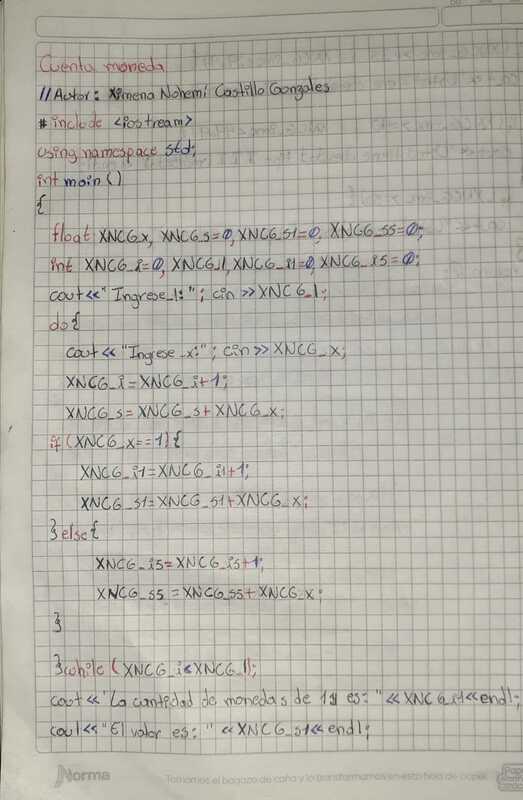 Cuenta moneda
//Autor: Ximena Nohemí Castillo Gonzales
#include <iostream>
using namespace std;
int main()
{
float XNCG_x, XNCG_s=0, XNCG_s1=0, XNCG_s5=0;
int XNCG_i=0, XNCG_l, XNCG_i1=0, XNCG_i5=0;
cout<<"Ingrese_l:"; cin>>XNCG_l;
do{
cout<<"Ingrese_x:"; cin>>XNCG_x;
XNCG_i=XNCG_i+1;
XNCG_s=XNCG_s+XNCG_x;
if(XNCG_x==1){
XNCG_i1=XNCG_i1+1;
XNCG_s1=XNCG_s1+XNCG_x;
}else{
XNCG_i5=XNCG_i5+1;
XNCG_s5=XNCG_s5+XNCG_x;
}
}while(XNCG_i<XNCG_l);
cout<<"La cantidad de monedas de 1$ es:"<<XNCG_i1<<endl;
cout<<"El valor es:"<<XNCG_s1<<endl;
Norma
Tomamos el bagazo de caña y lo transformamos en esta hoja de papel